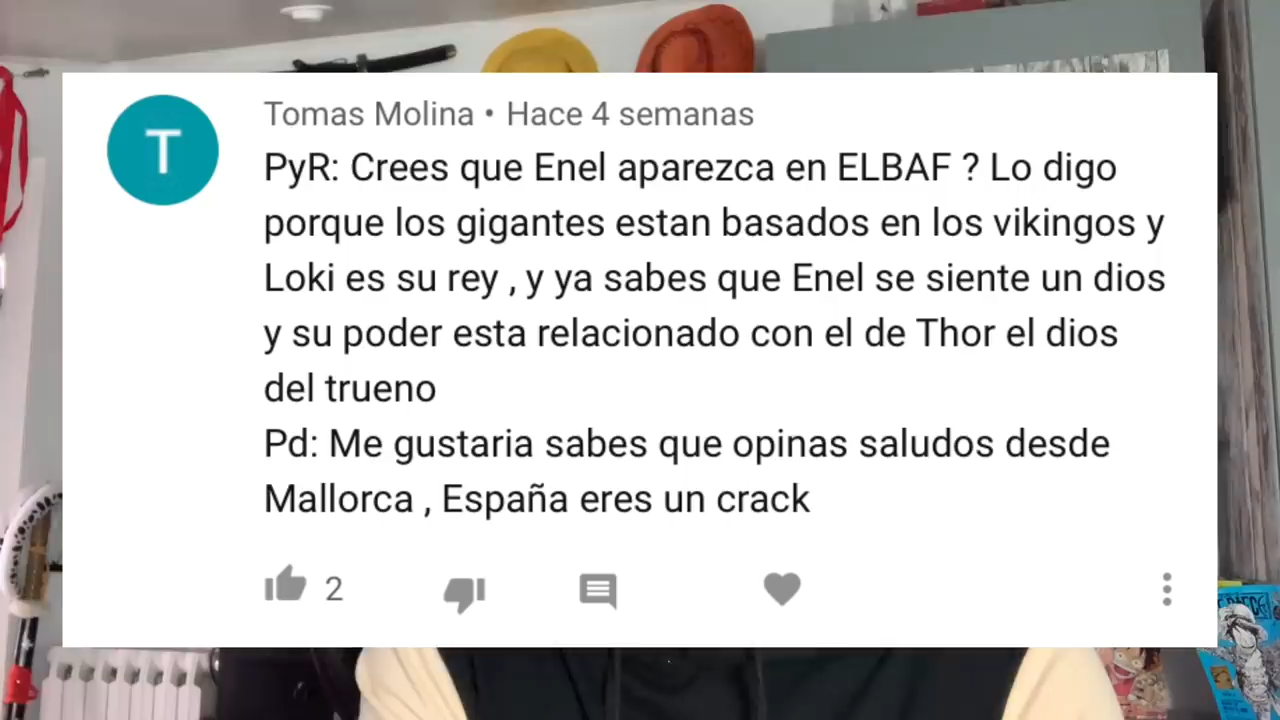 T
Tomas Molina • Hace 4 semanas
PyR: Crees que Enel aparezca en ELBAF ? Lo digo
porque los gigantes estan basados en los vikingos y
Loki es su rey , y ya sabes que Enel se siente un dios
y su poder esta relacionado con el de Thor el dios
del trueno
Pd: Me gustaria sabes que opinas saludos desde
Mallorca , España eres un crack
2